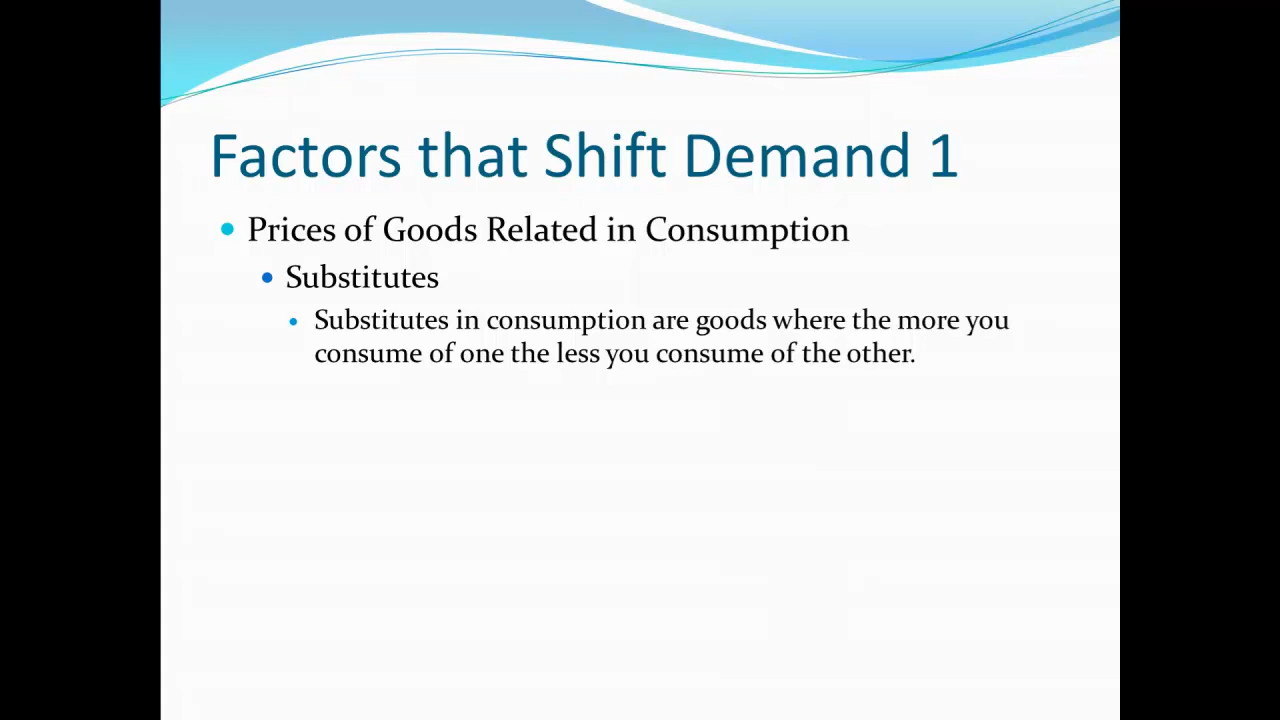 Factors that Shift Demand 1
Prices of Goods Related in Consumption
Substitutes
Substitutes in consumption are goods where the more you
consume of one the less you consume of the other.